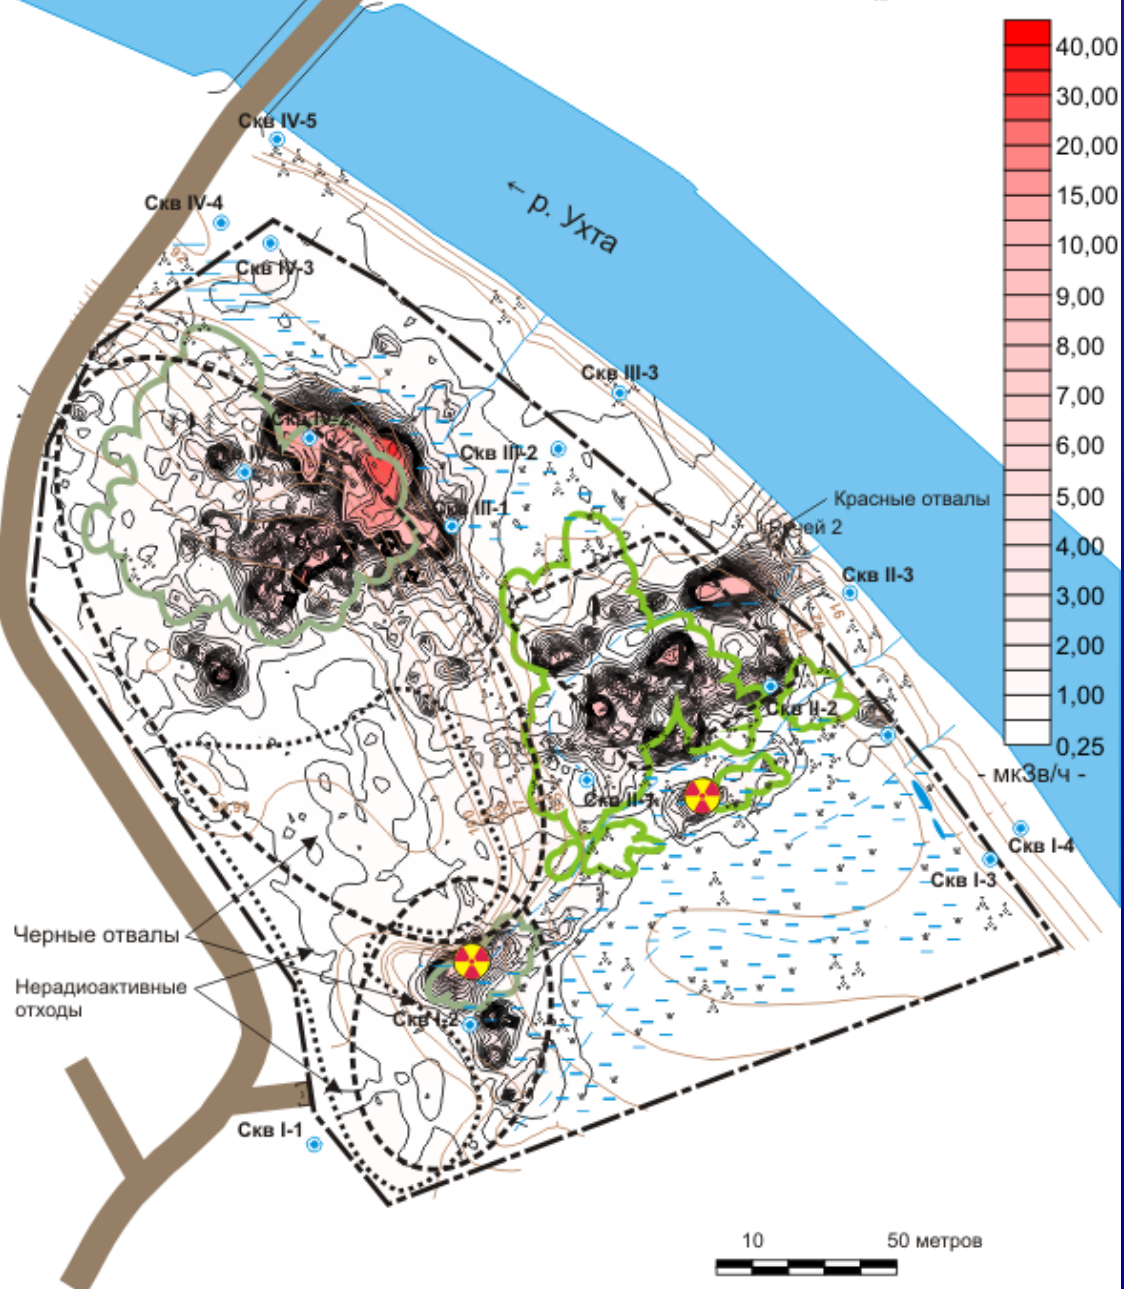 40,00
30,00
20,00
15,00
10,00
9,00
8,00
7,00
6,00
5,00
4,00
3,00
2,00
1,00
0,25
- мкЗв/ч -
Скв IV-5
Скв IV-4
← р. Ухта
Скв IV-3
Скв III-3
Скв III-2
III-1
Красные отвалы
Ручей 2
Скв II-3
91
Скв II-2
Скв II-1
Скв I-4
Скв I-3
Черные отвалы
Нерадиоактивные
отходы
Скв I-2
Скв I-1
10 50 метров